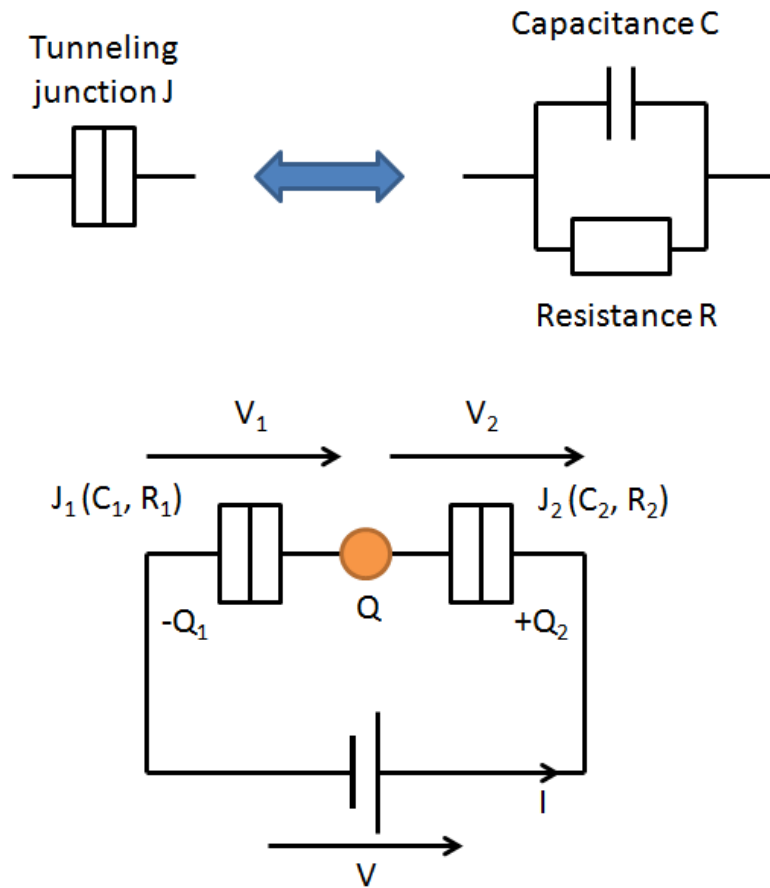 Tunneling
junction J
Capacitance C
Resistance R
V₁
V₂
J₁ (C₁, R₁)
J₂ (C₂, R₂)
-Q₁
Q
+Q₂
I
V